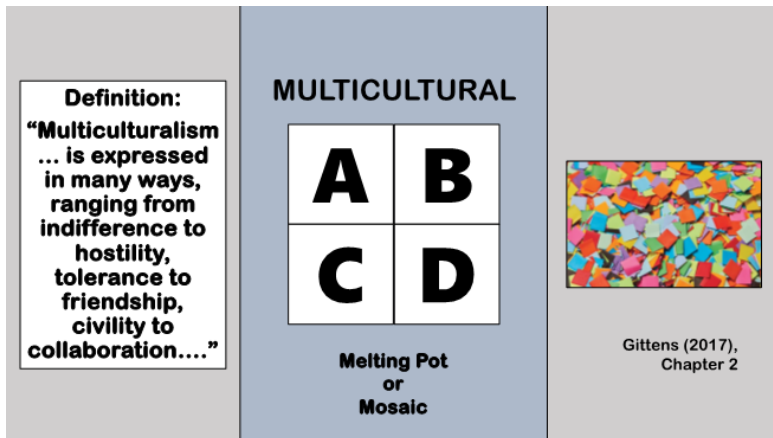 Definition:
“Multiculturalism
... is expressed
in many ways,
ranging from
indifference to
hostility,
tolerance to
friendship,
civility to
collaboration....”
MULTICULTURAL
A B
C D
Melting Pot
or
Mosaic
Gittens (2017),
Chapter 2